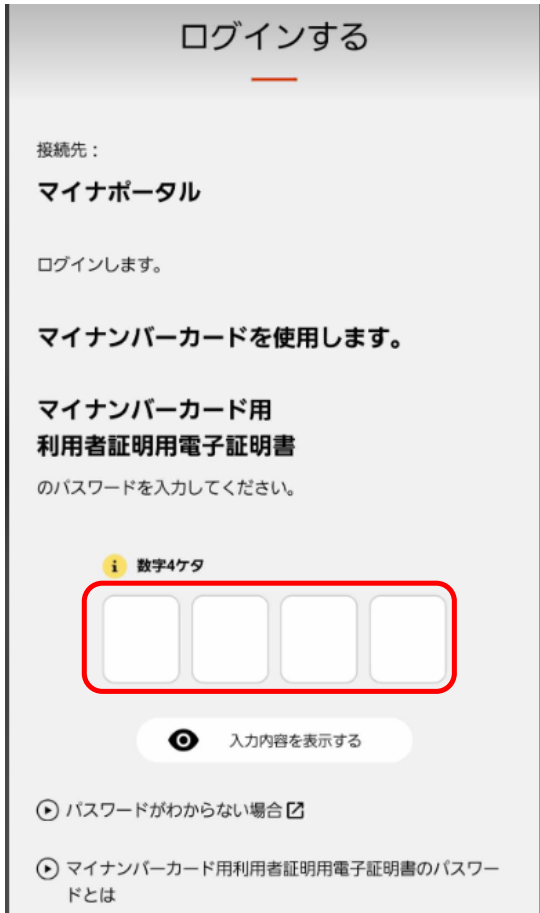 ログインする
接続先：
マイナポータル
ログインします。
マイナンバーカードを使用します。
マイナンバーカード用
利用者証明用電子証明書
のパスワードを入力してください。
i 数字4ケタ
入力内容を表示する
パスワードがわからない場合
マイナンバーカード用利用者証明用電子証明書のパスワー
ドとは